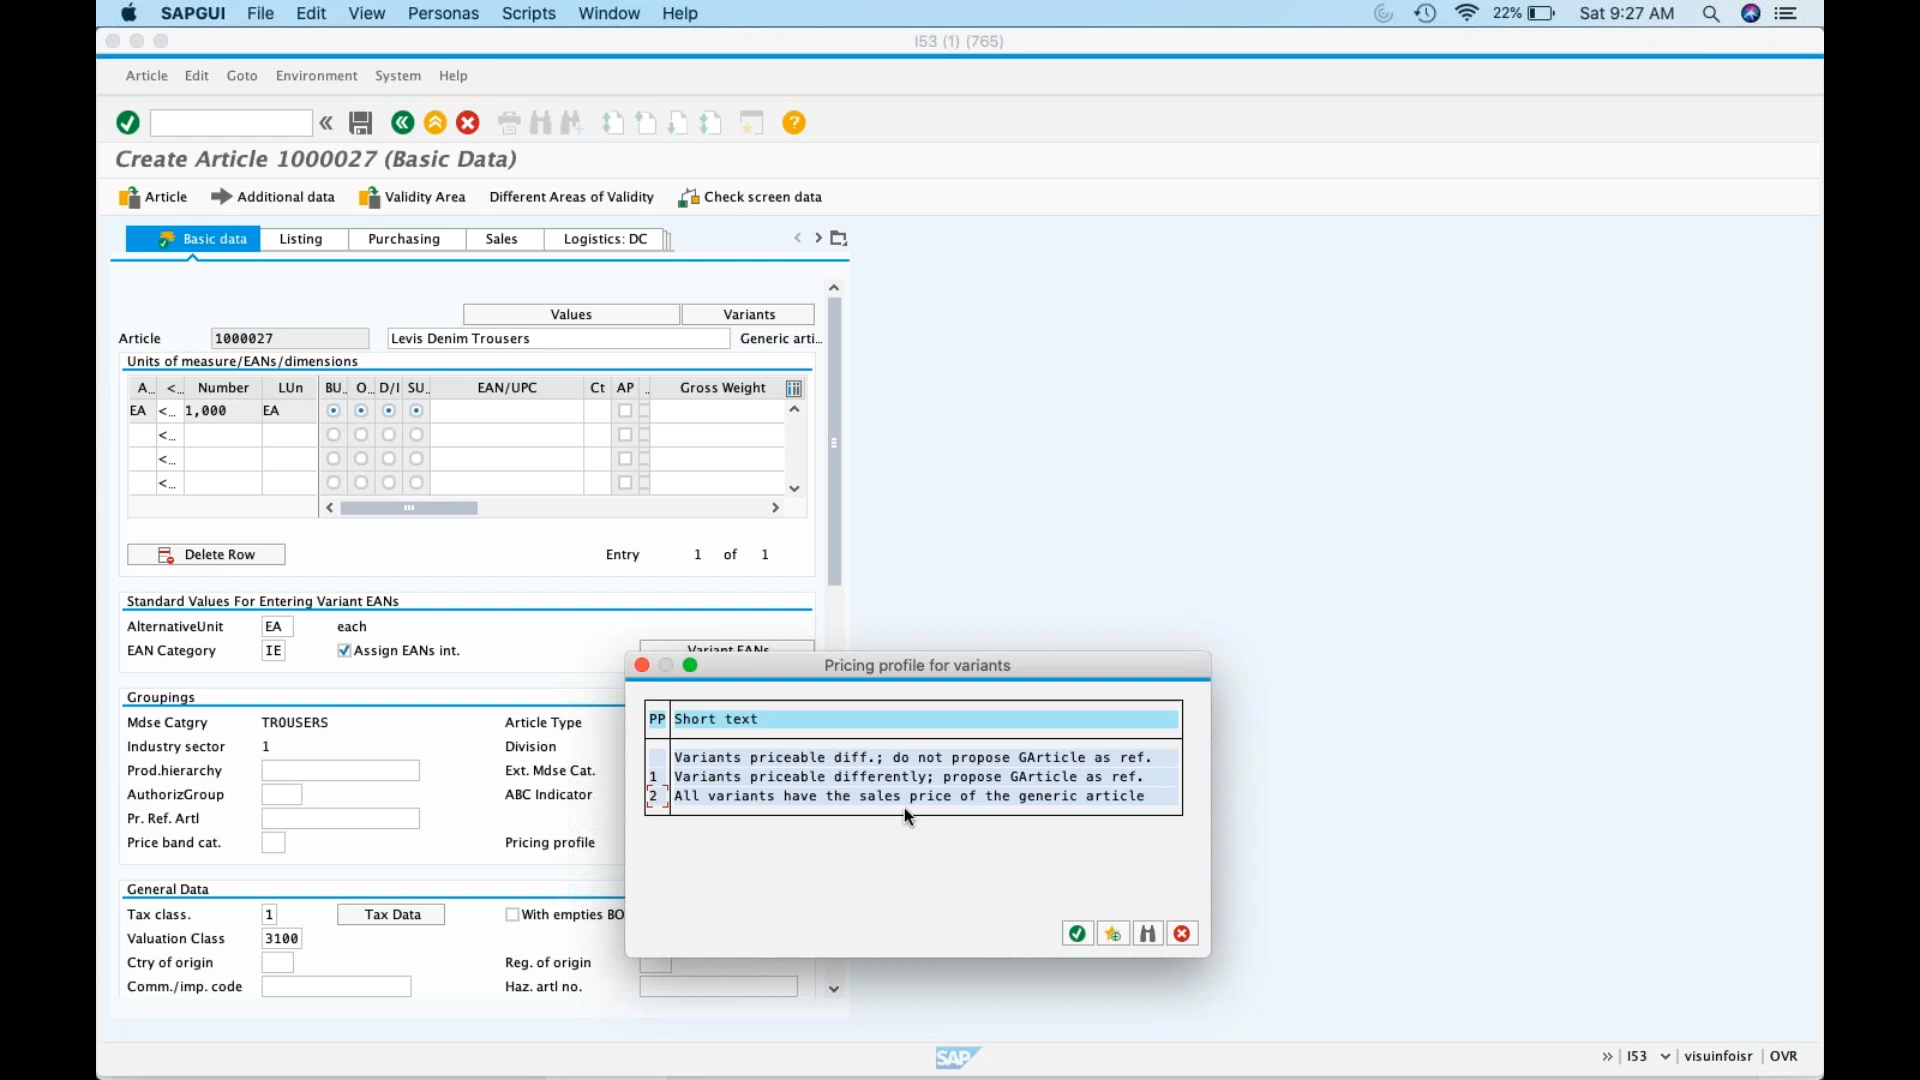 SAPGUI File Edit View Personas Scripts Window Help 22% Sat 9:27 AM
I53 (1) (765)
Article Edit Goto Environment System Help
Create Article 1000027 (Basic Data)
Article Additional data Validity Area Different Areas of Validity Check screen data
Basic data Listing Purchasing Sales Logistics: DC
Values Variants
Article 1000027 Levis Denim Trousers Generic arti...
Units of measure/EANs/dimensions
A.. <.. Number LUn BU.. O.. D/I SU.. EAN/UPC Ct AP .. Gross Weight
EA <... 1,000 EA
<...
<...
<...
Delete Row Entry 1 of 1
Standard Values For Entering Variant EANs
AlternativeUnit EA each
EAN Category IE Assign EANs int. Variant EANs
Groupings
Mdse Catgry TROUSERS Article Type
Industry sector 1 Division
Prod.hierarchy Ext. Mdse Cat.
AuthorizGroup ABC Indicator
Pr. Ref. Artl
Price band cat. Pricing profile
General Data
Tax class. 1 Tax Data With empties BO
Valuation Class 3100
Ctry of origin Reg. of origin
Comm./imp. code Haz. artl no.
Pricing profile for variants
PP Short text
Variants priceable diff.; do not propose GArticle as ref.
1 Variants priceable differently; propose GArticle as ref.
2 All variants have the sales price of the generic article
SAP I53 visuinfoisr OVR